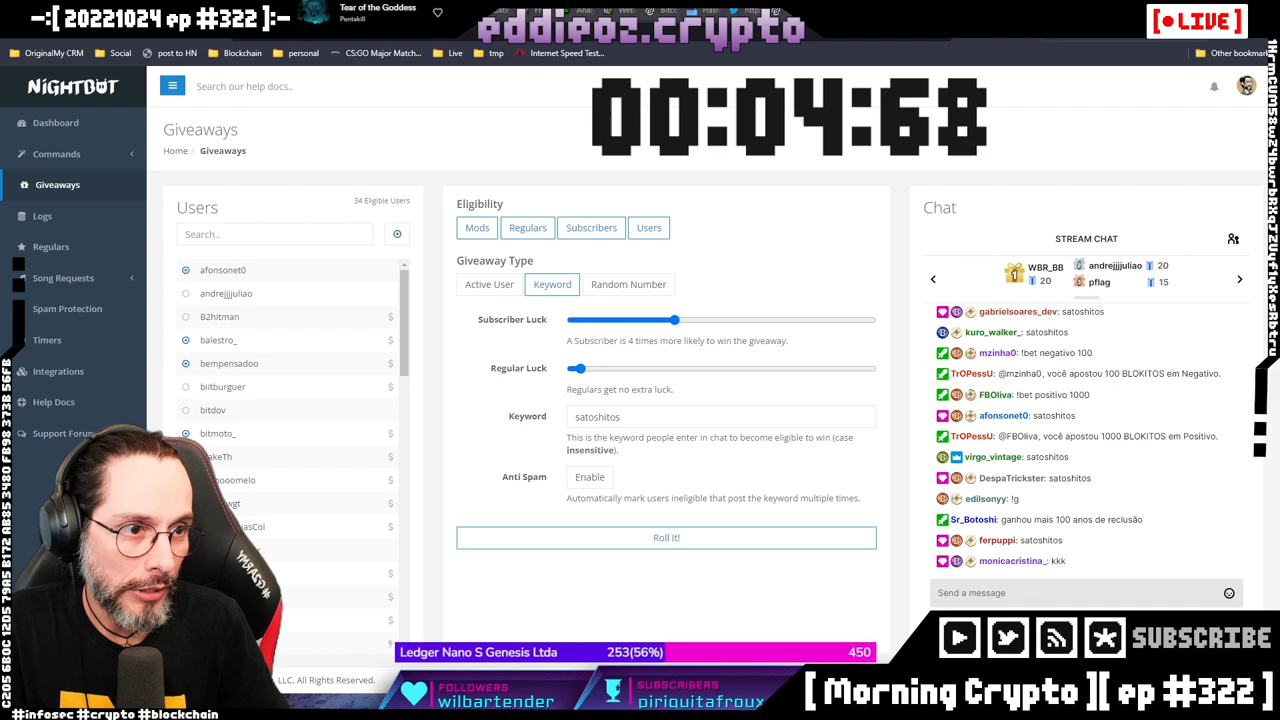 -:[ 20221024 ep #322 ]:-
Tear of the Goddess
Pentakill
eddieoz.crypto
[ • LIVE ]
OriginalMy CRM
Social
post to HN
Blockchain
personal
CS:GO Major Match...
Live
tmp
Internet Speed Test...
Other bookmar
NiGHTBOT
Search our help docs..
00:04:68
Dashboard
Commands
Giveaways
Logs
Regulars
Song Requests
Spam Protection
Timers
Integrations
Help Docs
Support Forum
Giveaways
Home / Giveaways
Users
34 Eligible Users
Search..
afonsonet0
andrejjjjuliao
B2hitman $
balestro_ $
bempensadoo $
biitburguer $
bitdov $
bitmoto_ $
Eligibility
Mods
Regulars
Subscribers
Users
Giveaway Type
Active User
Keyword
Random Number
Subscriber Luck
A Subscriber is 4 times more likely to win the giveaway.
Regular Luck
Regulars get no extra luck.
Keyword
satoshitos
This is the keyword people enter in chat to become eligible to win (case
insensitive).
Anti Spam
Enable
Automatically mark users ineligible that post the keyword multiple times.
Roll It!
Chat
STREAM CHAT
WBR_BB
20
andrejjjjuliao 20
pflag 15
gabrielsoares_dev: satoshitos
kuro_walker_: satoshitos
mzinha0: !bet negativo 100
TrOPessU: @mzinha0, você apostou 100 BLOKITOS em Negativo.
FBOliva: !bet positivo 1000
afonsonet0: satoshitos
TrOPessU: @FBOliva, você apostou 1000 BLOKITOS em Positivo.
virgo_vintage: satoshitos
DespaTrickster: satoshitos
edilsonyy: !g
Sr_Botoshi: ganhou mais 100 anos de reclusão
ferpuppi: satoshitos
monicacristina_: kkk
Send a message
SUBSCRIBE
Ledger Nano S Genesis Ltda 253(56%) 450
LLC. All Rights Reserved.
FOLLOWERS
wilbartender
SUBSCRIBERS
piriguitafroux
[ Morning Crypto ][ ep #322 ]
#infosec #crypto #blockchain